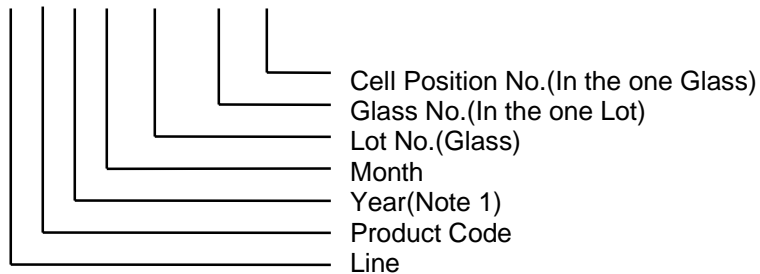 Cell Position No.(In the one Glass)
Glass No.(In the one Lot)
Lot No.(Glass)
Month
Year(Note 1)
Product Code
Line